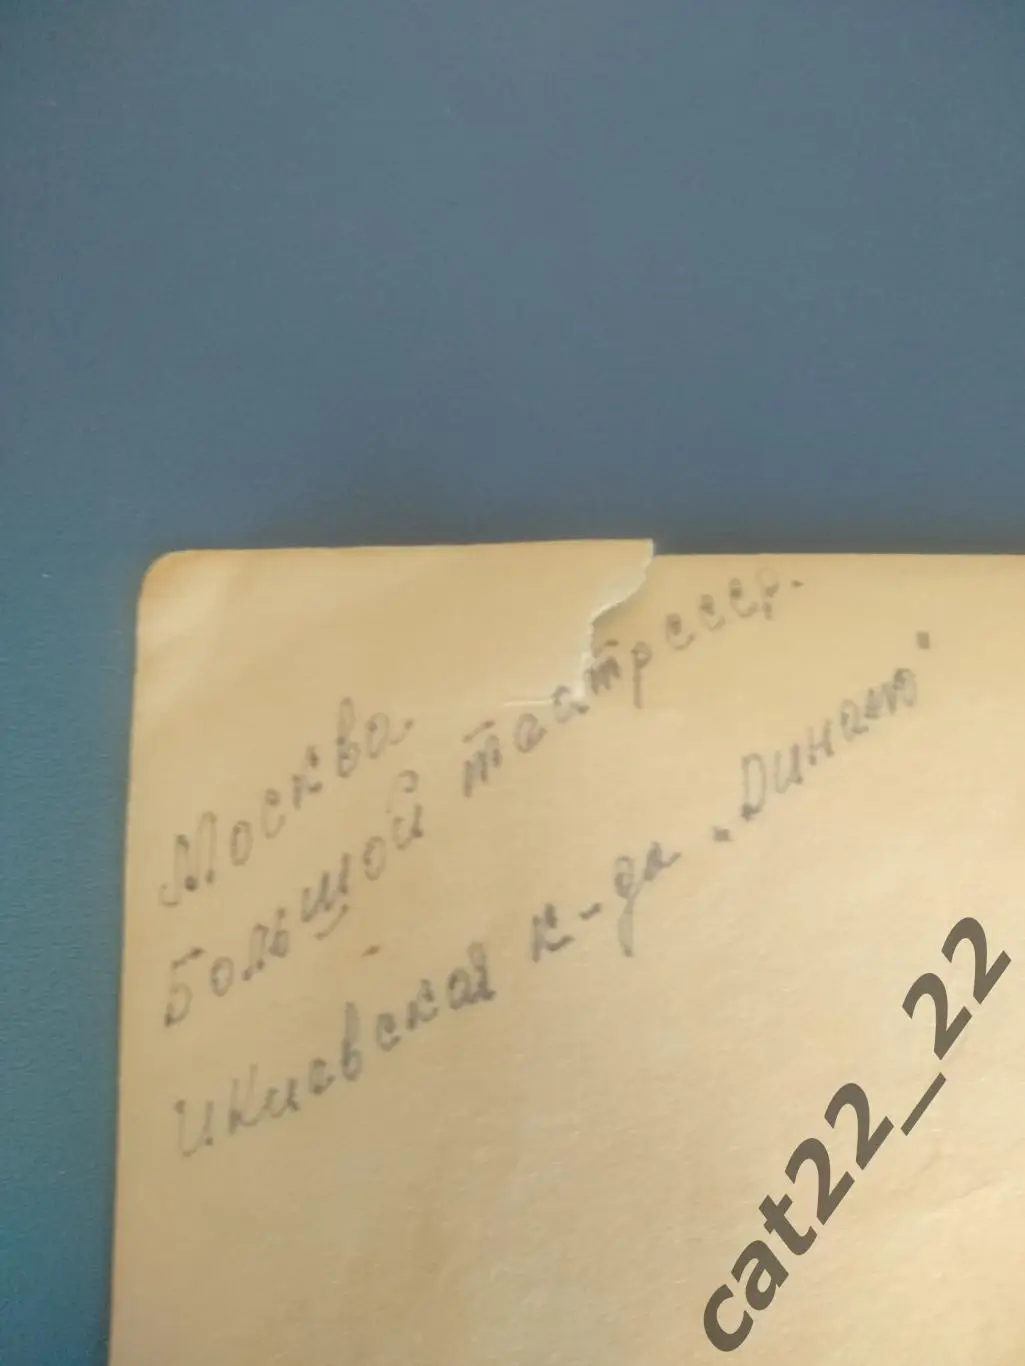 Москва.
Большой театр СССР.
и Киевская к-да „Динамо"
cat22_22